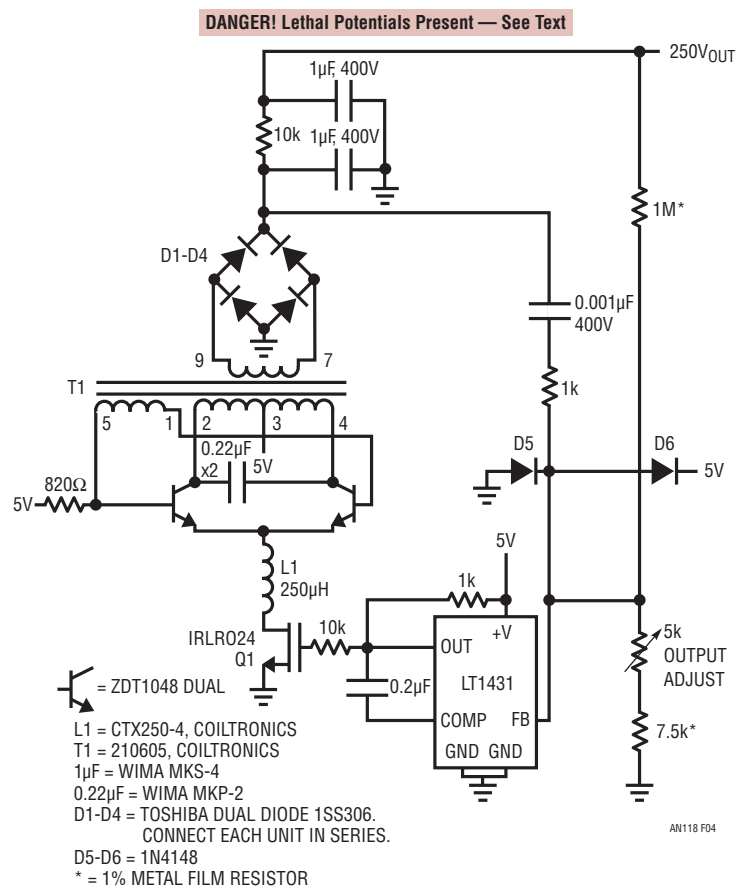 DANGER! Lethal Potentials Present — See Text
250VOUT
1µF, 400V
10k
1µF, 400V
1M*
D1-D4
0.001µF
400V
9
7
T1
1k
5
1
2
3
4
0.22µF
x2
5V
D5
D6
5V
820Ω
5V
5V
L1
250µH
1k
IRLRO24
Q1
10k
OUT
+V
5k
OUTPUT
ADJUST
0.2µF
LT1431
COMP
FB
7.5k*
GND GND
= ZDT1048 DUAL
L1 = CTX250-4, COILTRONICS
T1 = 210605, COILTRONICS
1µF = WIMA MKS-4
0.22µF = WIMA MKP-2
D1-D4 = TOSHIBA DUAL DIODE 1SS306.
CONNECT EACH UNIT IN SERIES.
D5-D6 = 1N4148
* = 1% METAL FILM RESISTOR
AN118 F04